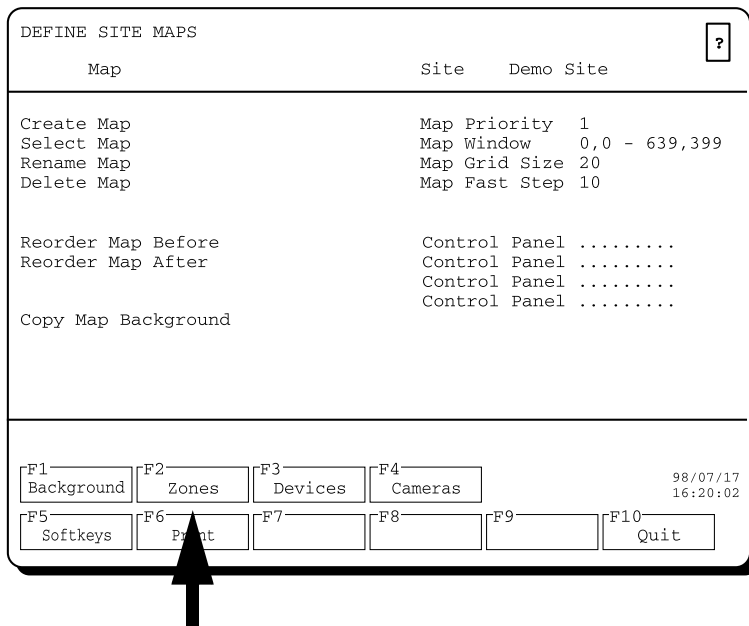 DEFINE SITE MAPS
?
Map Site Demo Site
Create Map Map Priority 1
Select Map Map Window 0,0 - 639,399
Rename Map Map Grid Size 20
Delete Map Map Fast Step 10
Reorder Map Before Control Panel .........
Reorder Map After Control Panel .........
Control Panel .........
Control Panel .........
Copy Map Background
F1 F2 F3 F4
Background Zones Devices Cameras
98/07/17
16:20:02
F5 F6 F7 F8 F9 F10
Softkeys Print Quit